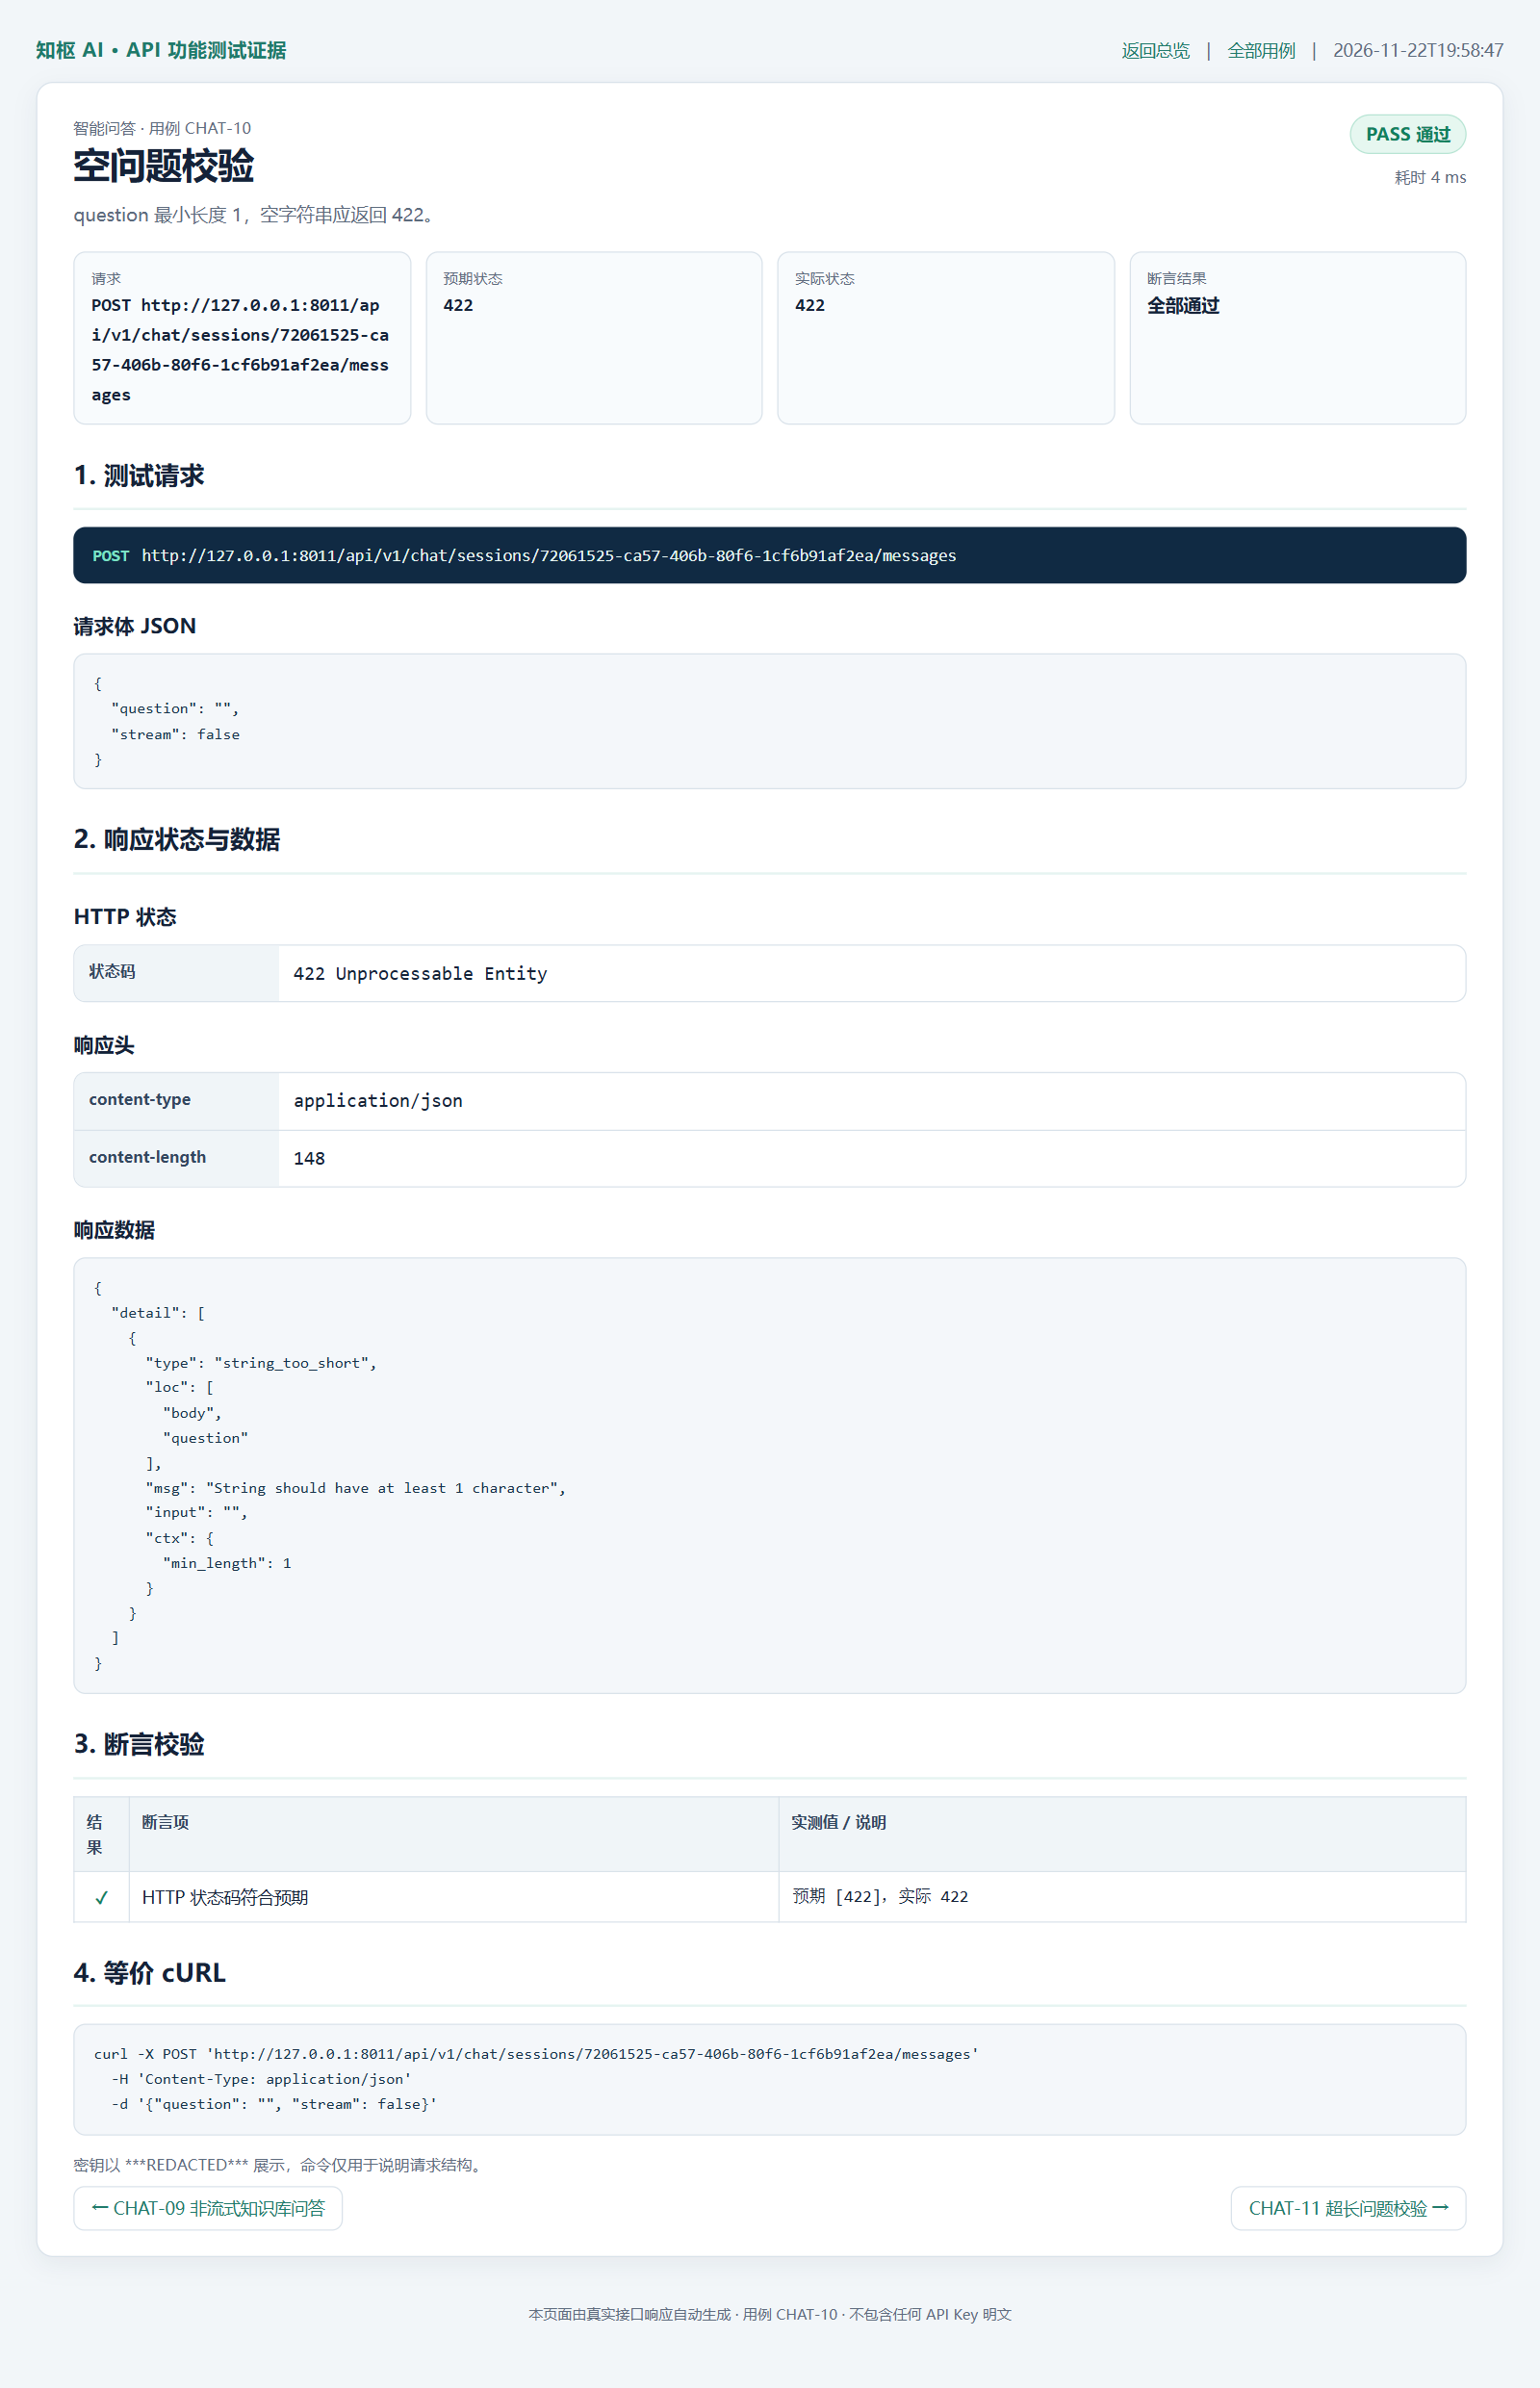 知枢 AI • API 功能测试证据
返回总览 | 全部用例 | 2026-11-22T19:58:47
智能问答 · 用例 CHAT-10
PASS 通过
空问题校验
耗时 4 ms
question 最小长度 1，空字符串应返回 422。
请求
POST http://127.0.0.1:8011/ap
i/v1/chat/sessions/72061525-ca
57-406b-80f6-1cf6b91af2ea/mess
ages
预期状态
422
实际状态
422
断言结果
全部通过
1. 测试请求
POST http://127.0.0.1:8011/api/v1/chat/sessions/72061525-ca57-406b-80f6-1cf6b91af2ea/messages
请求体 JSON
{
  "question": "",
  "stream": false
}
2. 响应状态与数据
HTTP 状态
状态码 422 Unprocessable Entity
响应头
content-type application/json
content-length 148
响应数据
{
  "detail": [
    {
      "type": "string_too_short",
      "loc": [
        "body",
        "question"
      ],
      "msg": "String should have at least 1 character",
      "input": "",
      "ctx": {
        "min_length": 1
      }
    }
  ]
}
3. 断言校验
结
果
断言项
实测值 / 说明
✓ HTTP 状态码符合预期 预期 [422]，实际 422
4. 等价 cURL
curl -X POST 'http://127.0.0.1:8011/api/v1/chat/sessions/72061525-ca57-406b-80f6-1cf6b91af2ea/messages'
  -H 'Content-Type: application/json'
  -d '{"question": "", "stream": false}'
密钥以 ***REDACTED*** 展示，命令仅用于说明请求结构。
← CHAT-09 非流式知识库问答
CHAT-11 超长问题校验 →
本页面由真实接口响应自动生成 · 用例 CHAT-10 · 不包含任何 API Key 明文